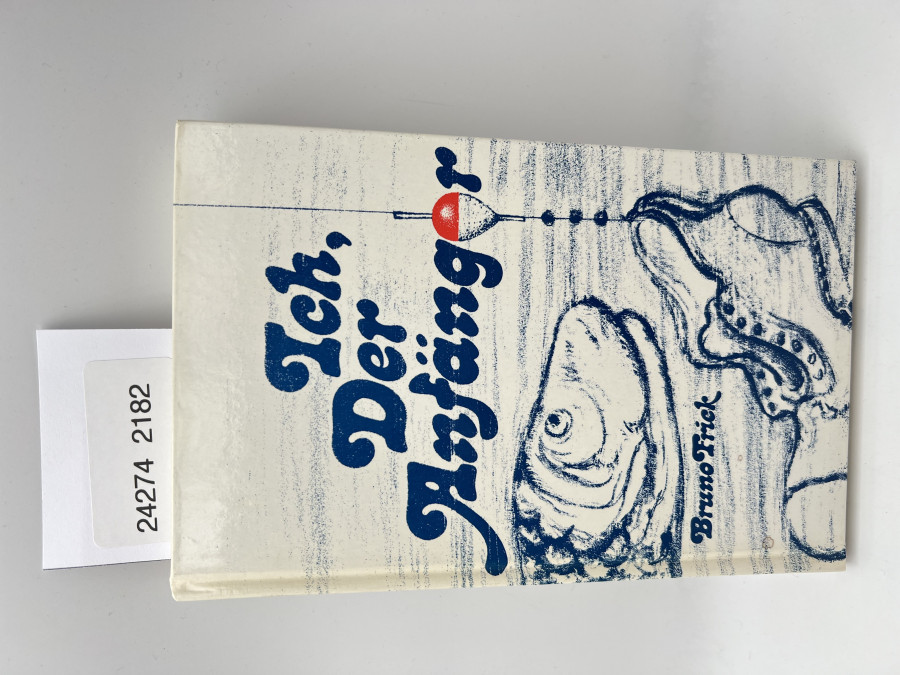 Ich,
Der
Anfänger
Bruno Frick
24274 2182